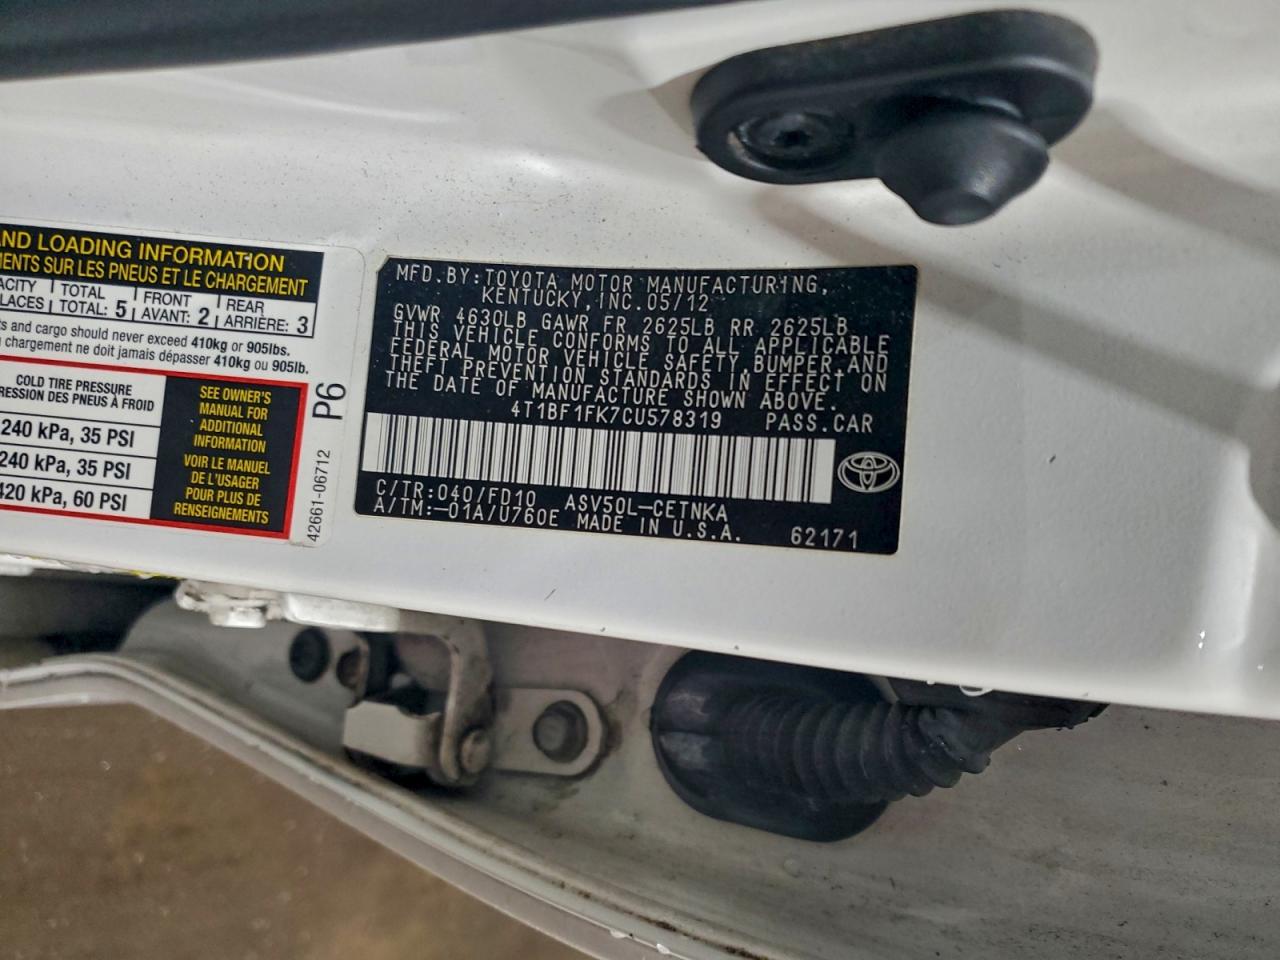 AND LOADING INFORMATION
MENTS SUR LES PNEUS ET LE CHARGEMENT
TOTAL FRONT REAR
TOTAL: 5 AVANT: 2 ARRIÈRE: 3
and cargo should never exceed 410kg or 905lbs.
chargement ne doit jamais dépasser 410kg ou 905lb.
COLD TIRE PRESSURE
DES PNEUS À FROID
240 kPa, 35 PSI
240 kPa, 35 PSI
420 kPa, 60 PSI
SEE OWNER'S
MANUAL FOR
ADDITIONAL
INFORMATION
VOIR LE MANUEL
DE L'USAGER
POUR PLUS DE
RENSEIGNEMENTS
P6
42661-06712
MFD.BY:TOYOTA MOTOR MANUFACTURING,
KENTUCKY, INC.05/12
GVWR 4630LB GAWR FR 2625LB RR 2625LB
THIS VEHICLE CONFORMS TO ALL APPLICABLE
FEDERAL MOTOR VEHICLE SAFETY,BUMPER,AND
THEFT PREVENTION STANDARDS IN EFFECT ON
THE DATE OF MANUFACTURE SHOWN ABOVE.
4T1BF1FK7CU578319 PASS.CAR
C/TR:040/FD10 ASV50L-CETNKA
A/TM:-01A/U760E MADE IN U.S.A. 62171